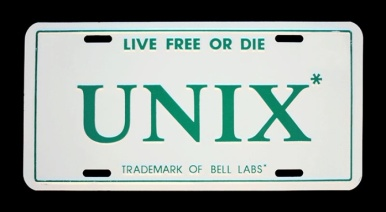 LIVE FREE OR DIE
UNIX*
TRADEMARK OF BELL LABS*